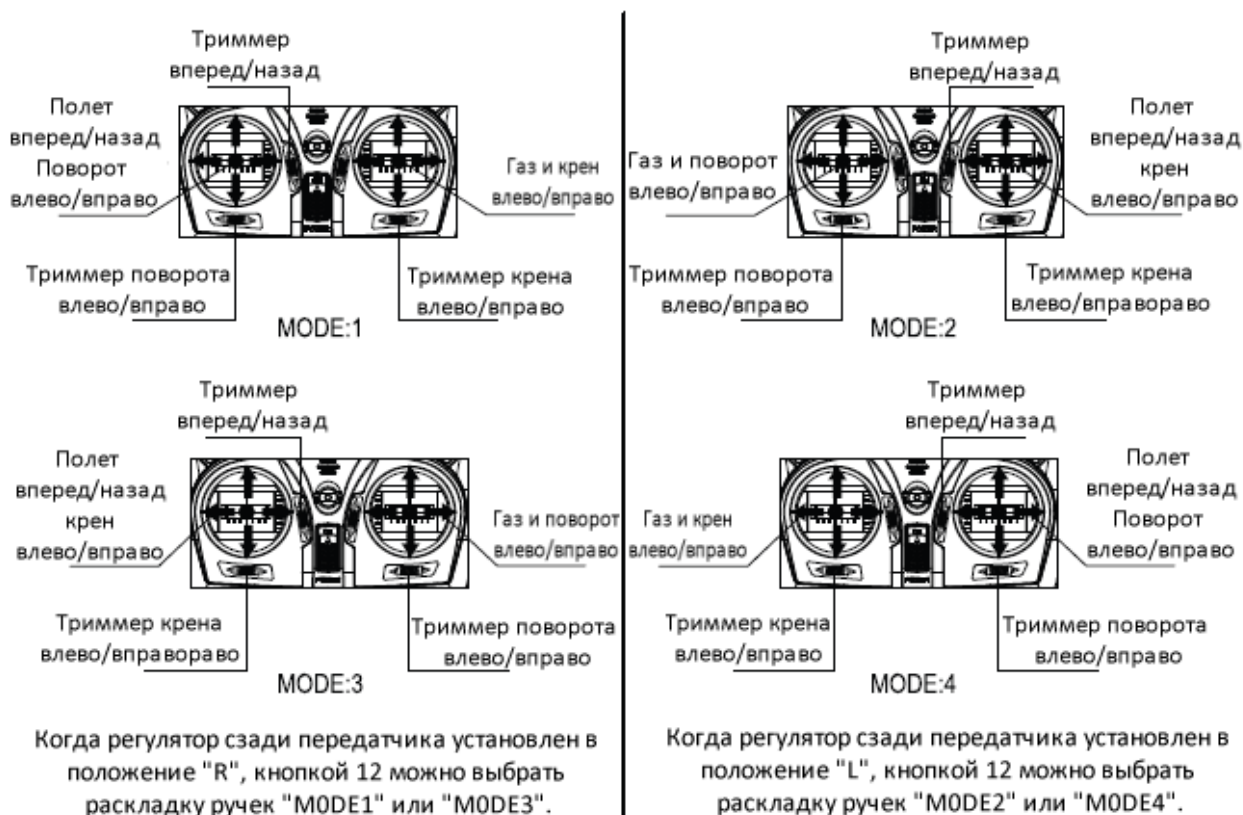 Триммер
вперед/назад
Полет
вперед/назад
Поворот
влево/вправо
Газ и крен
влево/вправо
Триммер поворота
влево/вправо
Триммер крена
влево/вправо
MODE:1
Триммер
вперед/назад
Газ и поворот
влево/вправо
Полет
вперед/назад
крен
влево/вправо
Триммер поворота
влево/вправо
Триммер крена
влево/вправораво
MODE:2
Триммер
вперед/назад
Полет
вперед/назад
крен
влево/вправо
Газ и поворот
влево/вправо
Триммер крена
влево/вправораво
Триммер поворота
влево/вправо
MODE:3
Триммер
вперед/назад
Газ и крен
влево/вправо
Полет
вперед/назад
Поворот
влево/вправо
Триммер крена
влево/вправо
Триммер поворота
влево/вправо
MODE:4
Когда регулятор сзади передатчика установлен в
положение "R", кнопкой 12 можно выбрать
раскладку ручек "M0DE1" или "M0DE3".
Когда регулятор сзади передатчика установлен в
положение "L", кнопкой 12 можно выбрать
раскладку ручек "M0DE2" или "M0DE4".